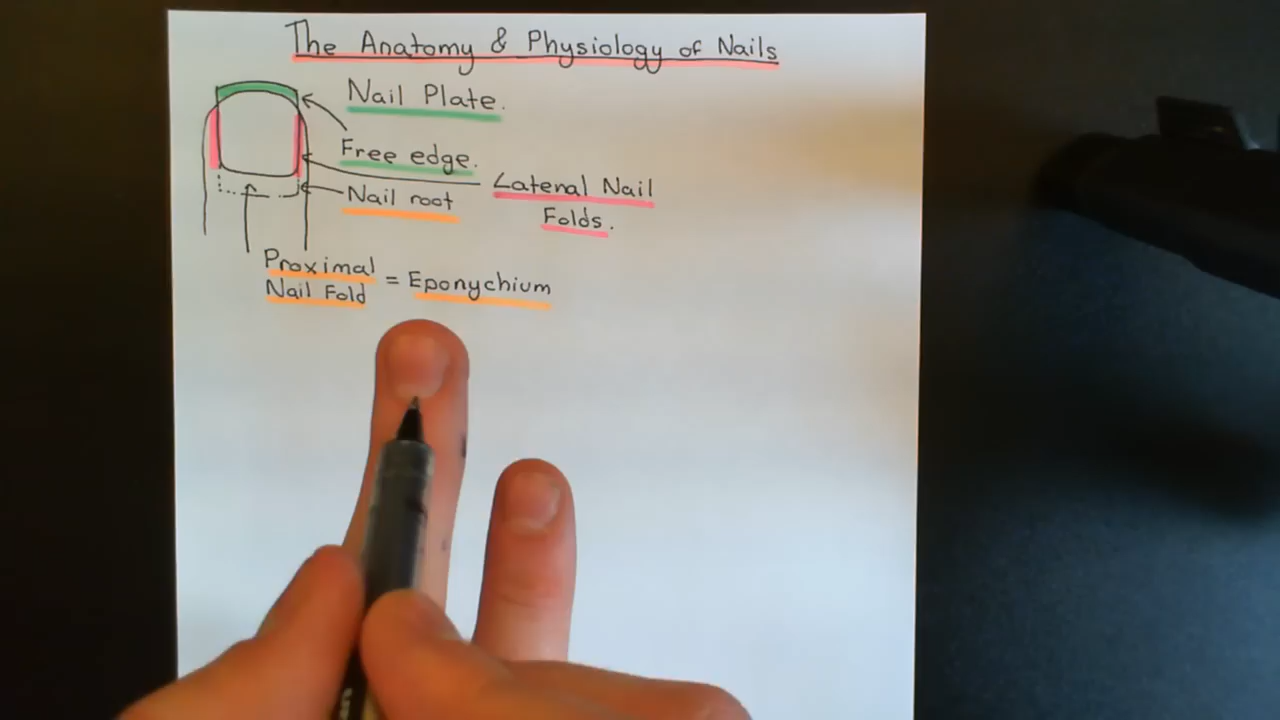 The Anatomy & Physiology of Nails
Nail Plate.
Free edge.
Lateral Nail
Folds.
Nail root
Proximal
Nail Fold
= Eponychium